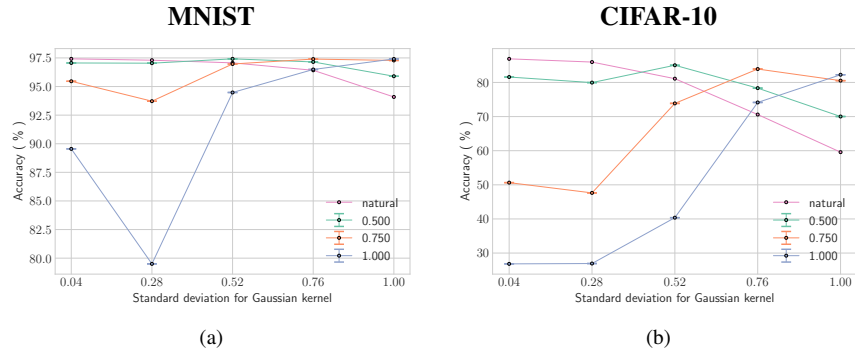 MNIST
97.5
95.0
92.5
90.0
87.5
85.0
82.5
80.0
Accuracy ( % )
natural
0.500
0.750
1.000
0.04 0.28 0.52 0.76 1.00
Standard deviation for Gaussian kernel
(a)
CIFAR-10
80
70
60
50
40
30
Accuracy ( % )
natural
0.500
0.750
1.000
0.04 0.28 0.52 0.76 1.00
Standard deviation for Gaussian kernel
(b)